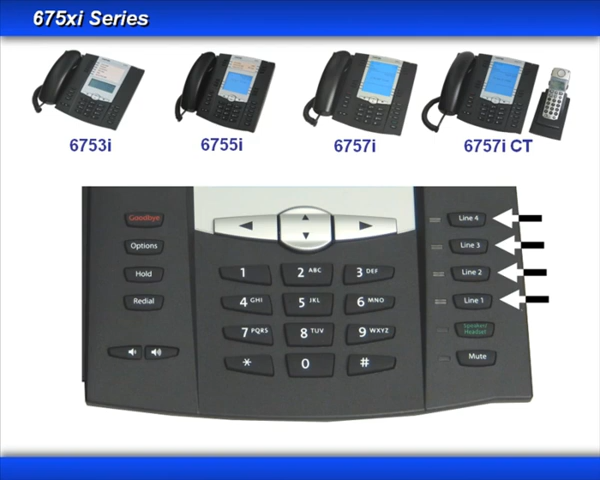 675xi Series
6753i
6755i
6757i
6757i CT
Goodbye
Options
Hold
Redial
1
2 ABC
3 DEF
4 GHI
5 JKL
6 MNO
7 PQRS
8 TUV
9 WXYZ
*
0
#
Line 4
Line 3
Line 2
Line 1
Speaker/
Headset
Mute